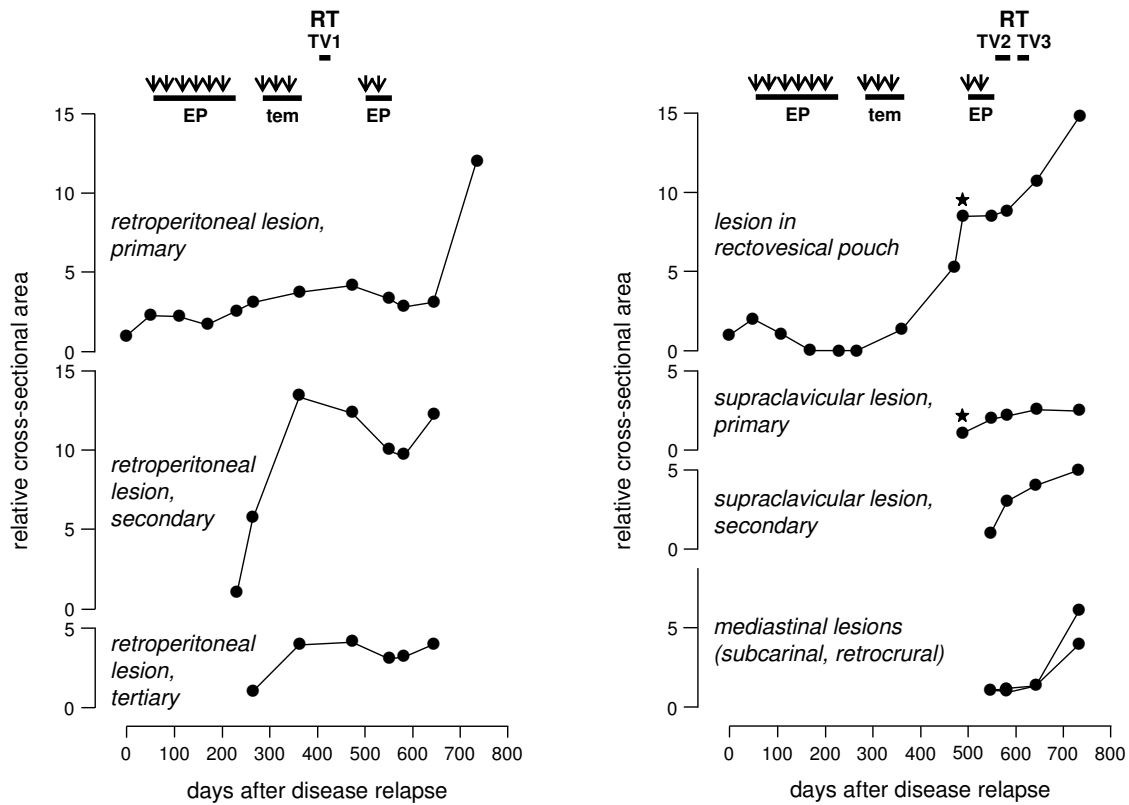 RT
TV1
EP
tem
EP
relative cross-sectional area
15
10
5
0
retroperitoneal lesion,
primary
15
10
5
0
retroperitoneal
lesion,
secondary
5
0
retroperitoneal
lesion,
tertiary
0 100 200 300 400 500 600 700 800
days after disease relapse
RT
TV2 TV3
EP
tem
EP
relative cross-sectional area
15
10
5
0
lesion in
rectovesical pouch
5
0
supraclavicular lesion,
primary
5
0
supraclavicular lesion,
secondary
5
0
mediastinal lesions
(subcarinal, retrocrural)
0 100 200 300 400 500 600 700 800
days after disease relapse